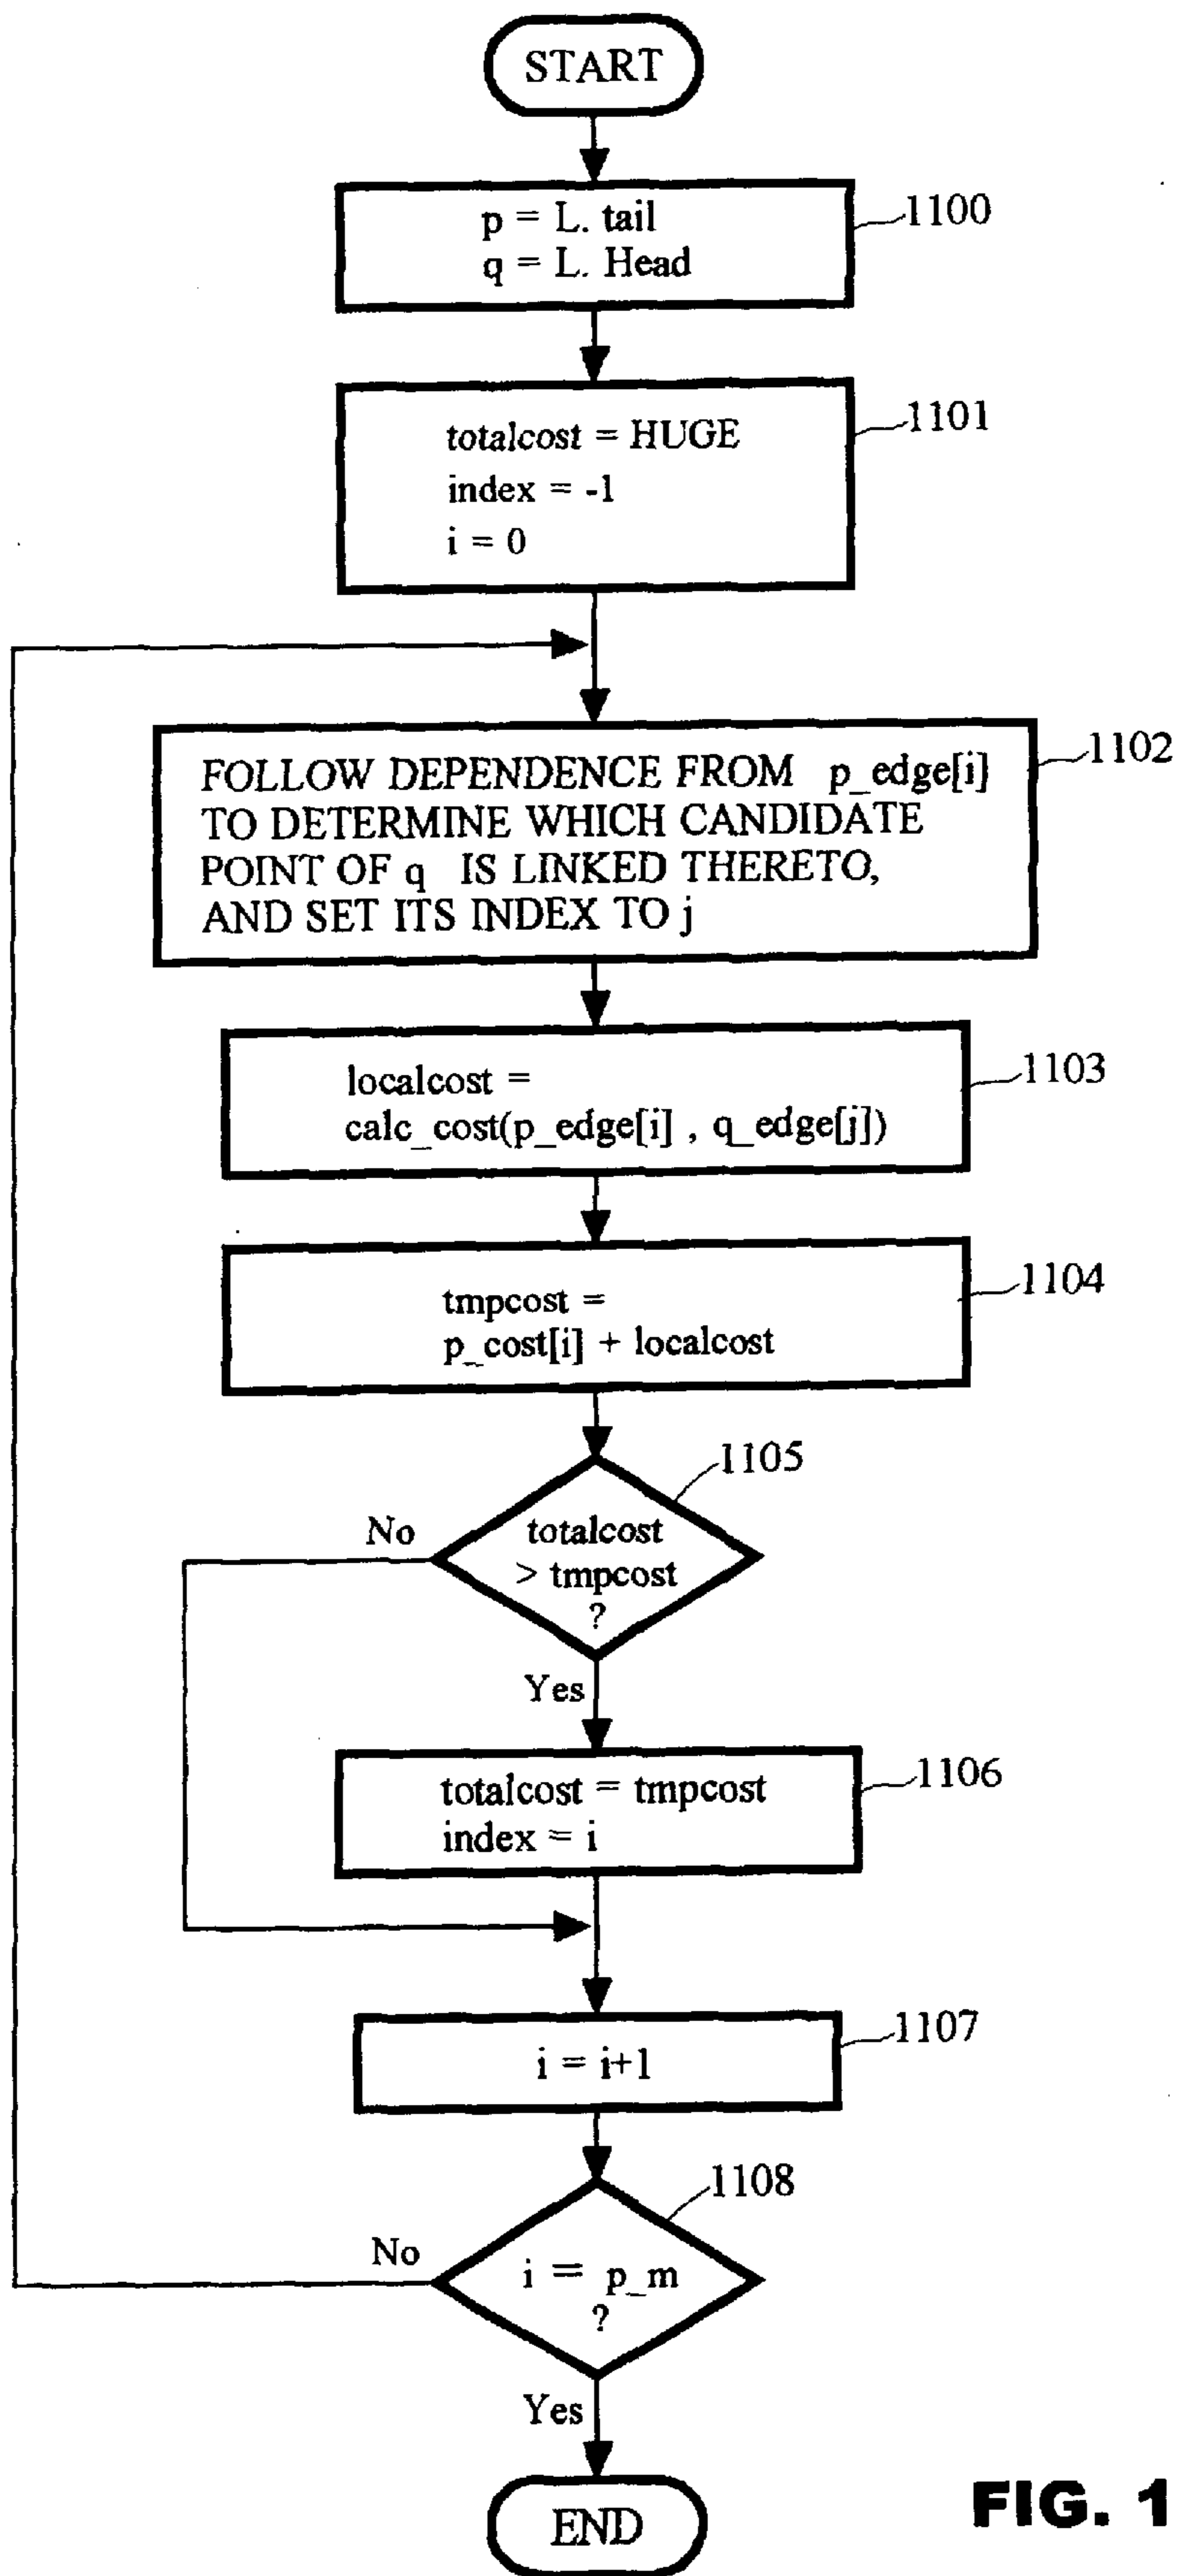 START
p = L. tail
q = L. Head
1100
totalcost = HUGE
index = -1
i = 0
1101
FOLLOW DEPENDENCE FROM p_edge[i]
TO DETERMINE WHICH CANDIDATE
POINT OF q IS LINKED THERETO,
AND SET ITS INDEX TO j
1102
localcost =
calc_cost(p_edge[i] , q_edge[j])
1103
tmpcost =
p_cost[i] + localcost
1104
1105
No
totalcost
> tmpcost
?
Yes
totalcost = tmpcost
index = i
1106
i = i+1
1107
1108
No
i = p_m
?
Yes
END
FIG. 1